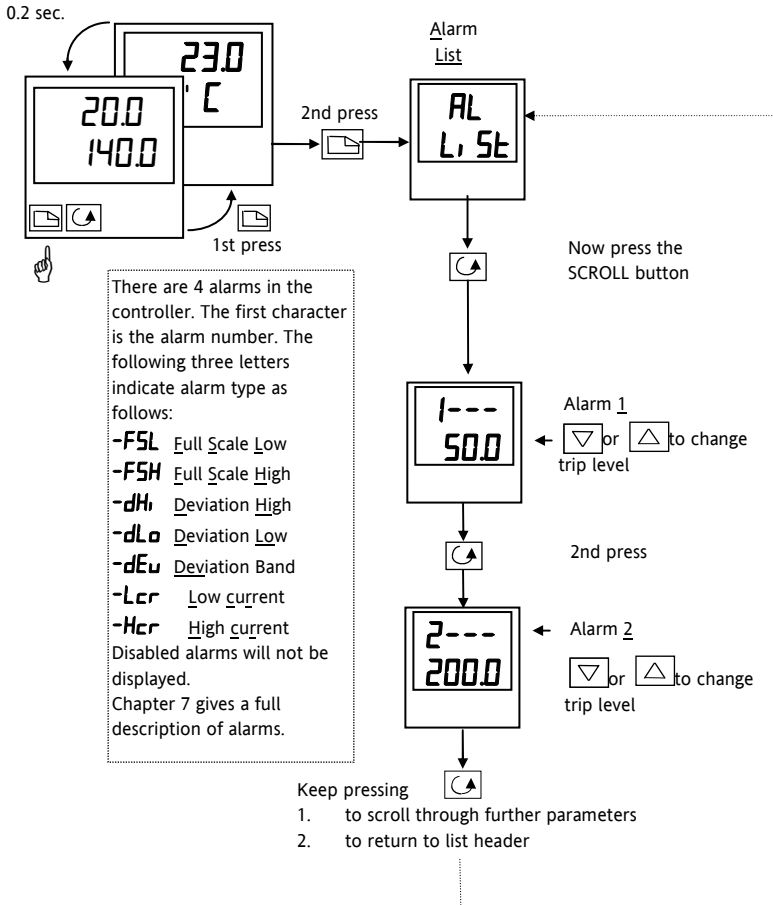 0.2 sec.
23.0
° C
20.0
140.0
1st press
2nd press
Alarm
List
AL
Li St
Now press the
SCROLL button
There are 4 alarms in the
controller. The first character
is the alarm number. The
following three letters
indicate alarm type as
follows:
-FSL Full Scale Low
-FSH Full Scale High
-dHi Deviation High
-dLo Deviation Low
-dEv Deviation Band
-Lcr Low current
-Hcr High current
Disabled alarms will not be
displayed.
Chapter 7 gives a full
description of alarms.
1---
50.0
Alarm 1
or to change
trip level
2nd press
2---
200.0
Alarm 2
or to change
trip level
Keep pressing
1. to scroll through further parameters
2. to return to list header